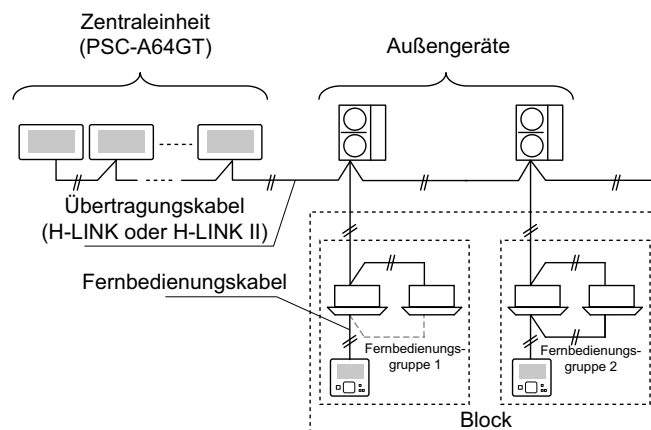 Zentraleinheit
(PSC-A64GT)
Außengeräte
Übertragungskabel
(H-LINK oder H-LINK II)
Fernbedienungskabel
Fernbedienungs-
gruppe 1
Fernbedienungs-
gruppe 2
Block